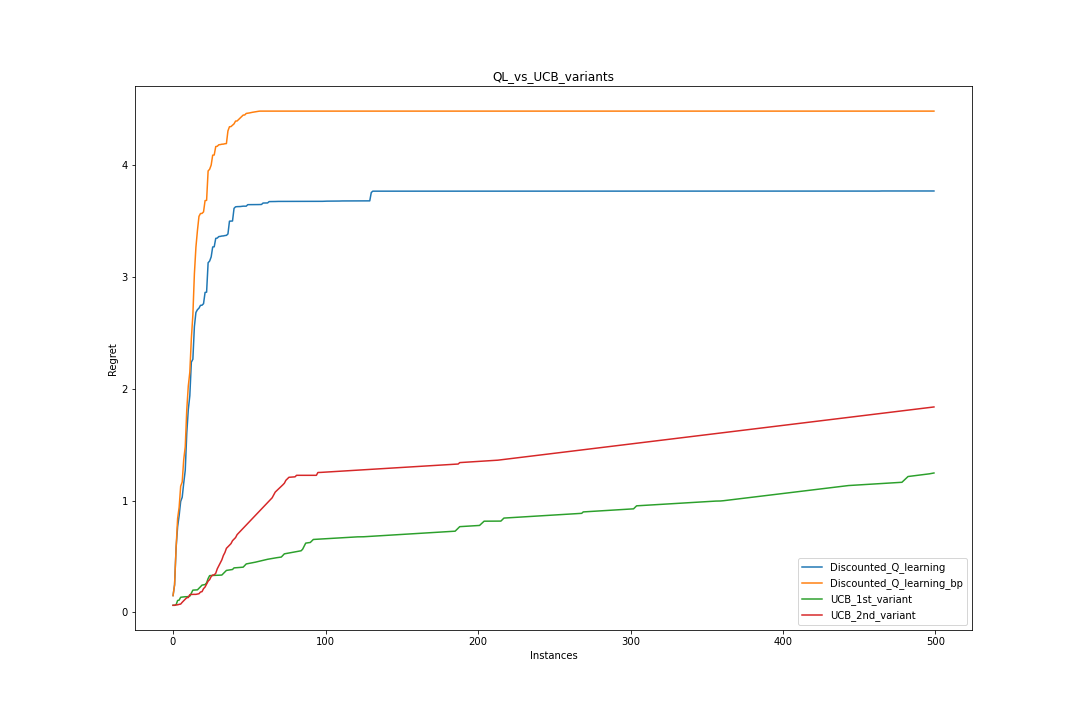 QL_vs_UCB_variants
Regret
4
3
2
1
0
0 100 200 300 400 500
Instances
Discounted_Q_learning
Discounted_Q_learning_bp
UCB_1st_variant
UCB_2nd_variant